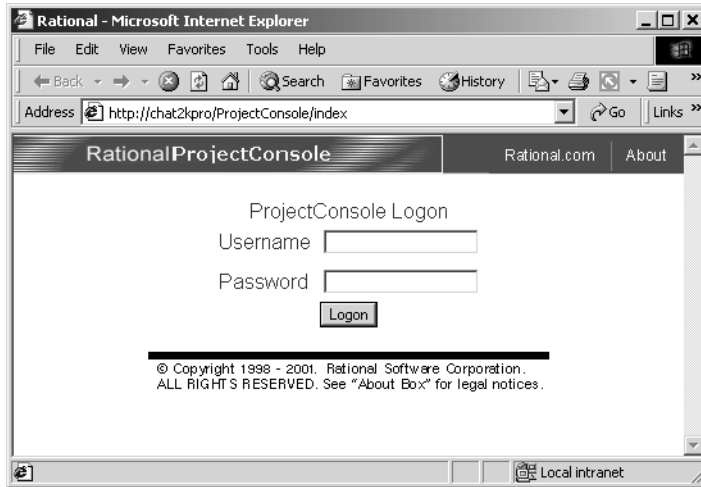 Rational - Microsoft Internet Explorer
File Edit View Favorites Tools Help
Back Search Favorites History »
Address http://chat2kpro/ProjectConsole/index Go Links »
RationalProjectConsole Rational.com About
ProjectConsole Logon
Username
Password
Logon
© Copyright 1998 - 2001. Rational Software Corporation.
ALL RIGHTS RESERVED. See "About Box" for legal notices.
Local intranet